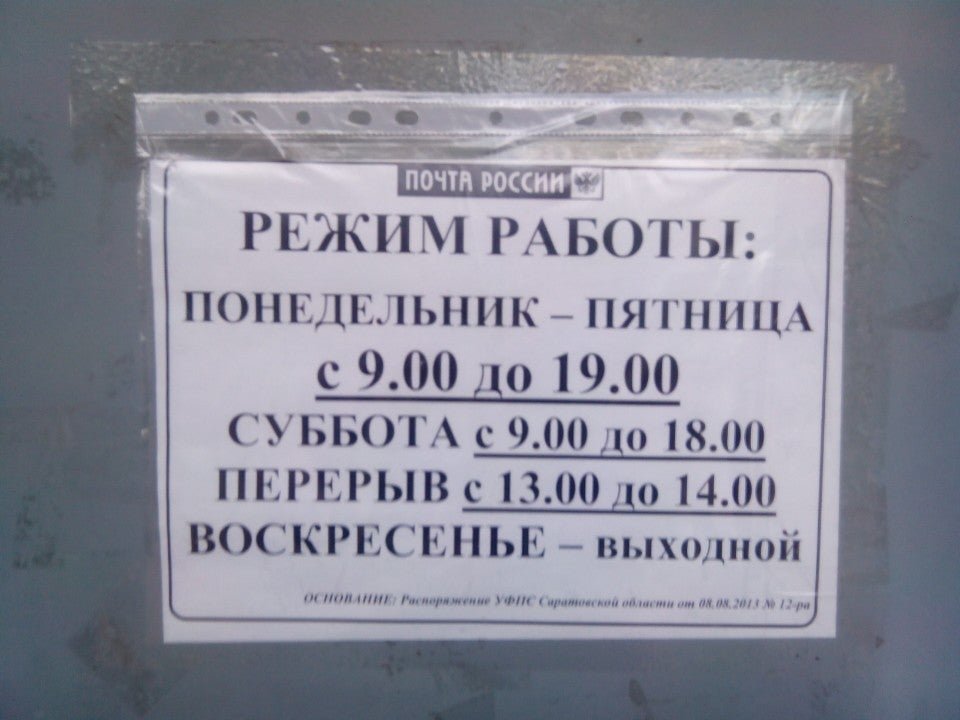 ПОЧТА РОССИИ
РЕЖИМ РАБОТЫ:
ПОНЕДЕЛЬНИК – ПЯТНИЦА
с 9.00 до 19.00
СУББОТА с 9.00 до 18.00
ПЕРЕРЫВ с 13.00 до 14.00
ВОСКРЕСЕНЬЕ – выходной
ОСНОВАНИЕ: Распоряжение УФПС Саратовской области от 08.08.2013 № 12-ра